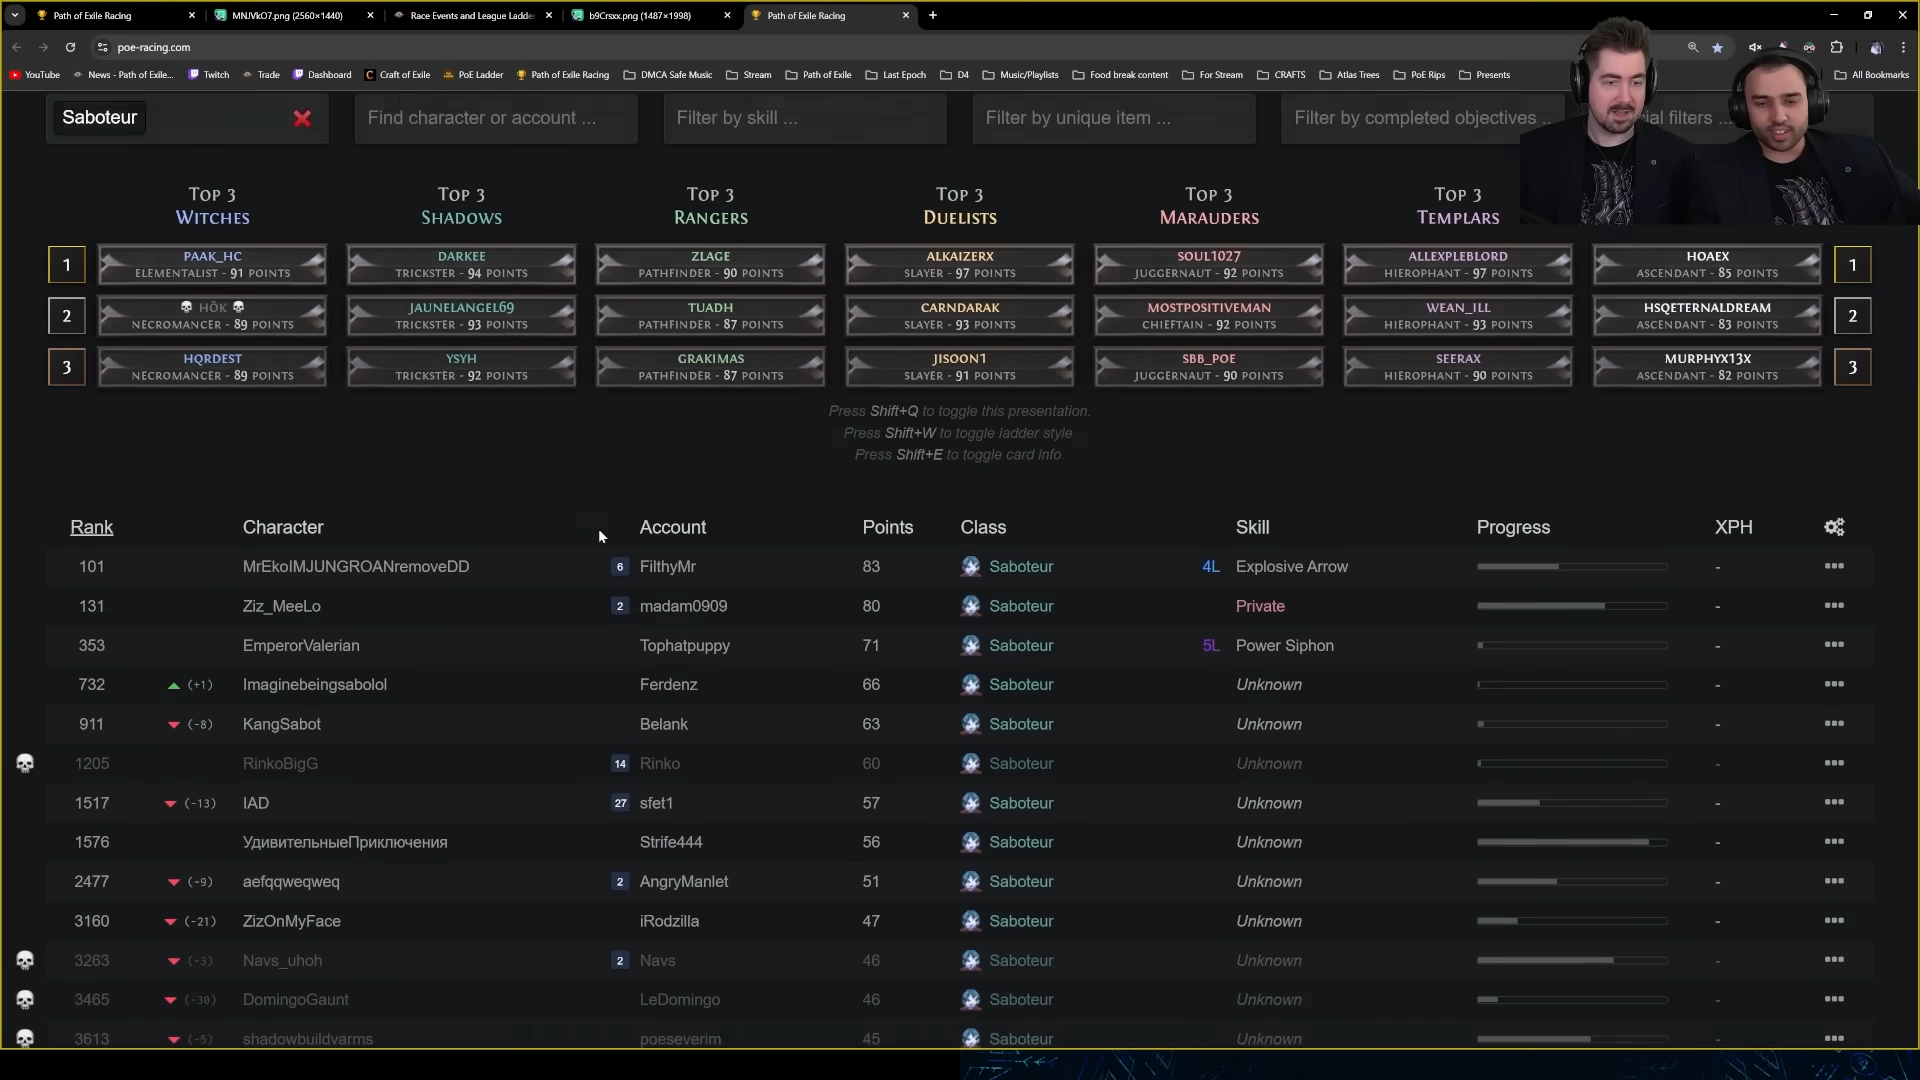 Path of Exile Racing
MNJVkO7.png (2560×1440)
Race Events and League Ladder
b9Crsxx.png (1487×1998)
Path of Exile Racing
poe-racing.com
YouTube
News - Path of Exile...
Twitch
Trade
Dashboard
Craft of Exile
PoE Ladder
Path of Exile Racing
DMCA Safe Music
Stream
Path of Exile
Last Epoch
D4
Music/Playlists
Food break content
For Stream
CRAFTS
Atlas Trees
PoE Rips
Presents
All Bookmarks
Saboteur
Find character or account ...
Filter by skill ...
Filter by unique item ...
Filter by completed objectives ..
ial filters ...
Top 3 Witches
Top 3 Shadows
Top 3 Rangers
Top 3 Duelists
Top 3 Marauders
Top 3 Templars
1
PAAK_HC
ELEMENTALIST - 91 POINTS
DARKEE
TRICKSTER - 94 POINTS
ZLAGE
PATHFINDER - 90 POINTS
ALKAIZERX
SLAYER - 97 POINTS
SOUL1027
JUGGERNAUT - 92 POINTS
ALLEXPLEBLORD
HIEROPHANT - 97 POINTS
HOAEX
ASCENDANT - 85 POINTS
1
2
HŎK
NECROMANCER - 89 POINTS
JAUNELANGEL69
TRICKSTER - 93 POINTS
TUADH
PATHFINDER - 87 POINTS
CARNDARAK
SLAYER - 93 POINTS
MOSTPOSITIVEMAN
CHIEFTAIN - 92 POINTS
WEAN_ILL
HIEROPHANT - 93 POINTS
HSQETERNALDREAM
ASCENDANT - 83 POINTS
2
3
HQRDEST
NECROMANCER - 89 POINTS
YSYH
TRICKSTER - 92 POINTS
GRAKIMAS
PATHFINDER - 87 POINTS
JISOON1
SLAYER - 91 POINTS
SBB_POE
JUGGERNAUT - 90 POINTS
SEERAX
HIEROPHANT - 90 POINTS
MURPHYX13X
ASCENDANT - 82 POINTS
3
Press Shift+Q to toggle this presentation.
Press Shift+W to toggle ladder style.
Press Shift+E to toggle card info.
Rank Character Account Points Class Skill Progress XPH
101 MrEkoIMJUNGROANremoveDD 6 FilthyMr 83 Saboteur 4L Explosive Arrow -
131 Ziz_MeeLo 2 madam0909 80 Saboteur Private -
353 EmperorValerian Tophatpuppy 71 Saboteur 5L Power Siphon -
732 (+1) Imaginebeingsabolol Ferdenz 66 Saboteur Unknown -
911 (-8) KangSabot Belank 63 Saboteur Unknown -
1205 RinkoBigG 14 Rinko 60 Saboteur Unknown -
1517 (-13) IAD 27 sfet1 57 Saboteur Unknown -
1576 УдивительныеПриключения Strife444 56 Saboteur Unknown -
2477 (-9) aefqqweqweq 2 AngryManlet 51 Saboteur Unknown -
3160 (-21) ZizOnMyFace iRodzilla 47 Saboteur Unknown -
3263 (-3) Navs_uhoh 2 Navs 46 Saboteur Unknown -
3465 (-30) DomingoGaunt LeDomingo 46 Saboteur Unknown -
3613 (-5) shadowbuildvarms poeseverim 45 Saboteur Unknown -